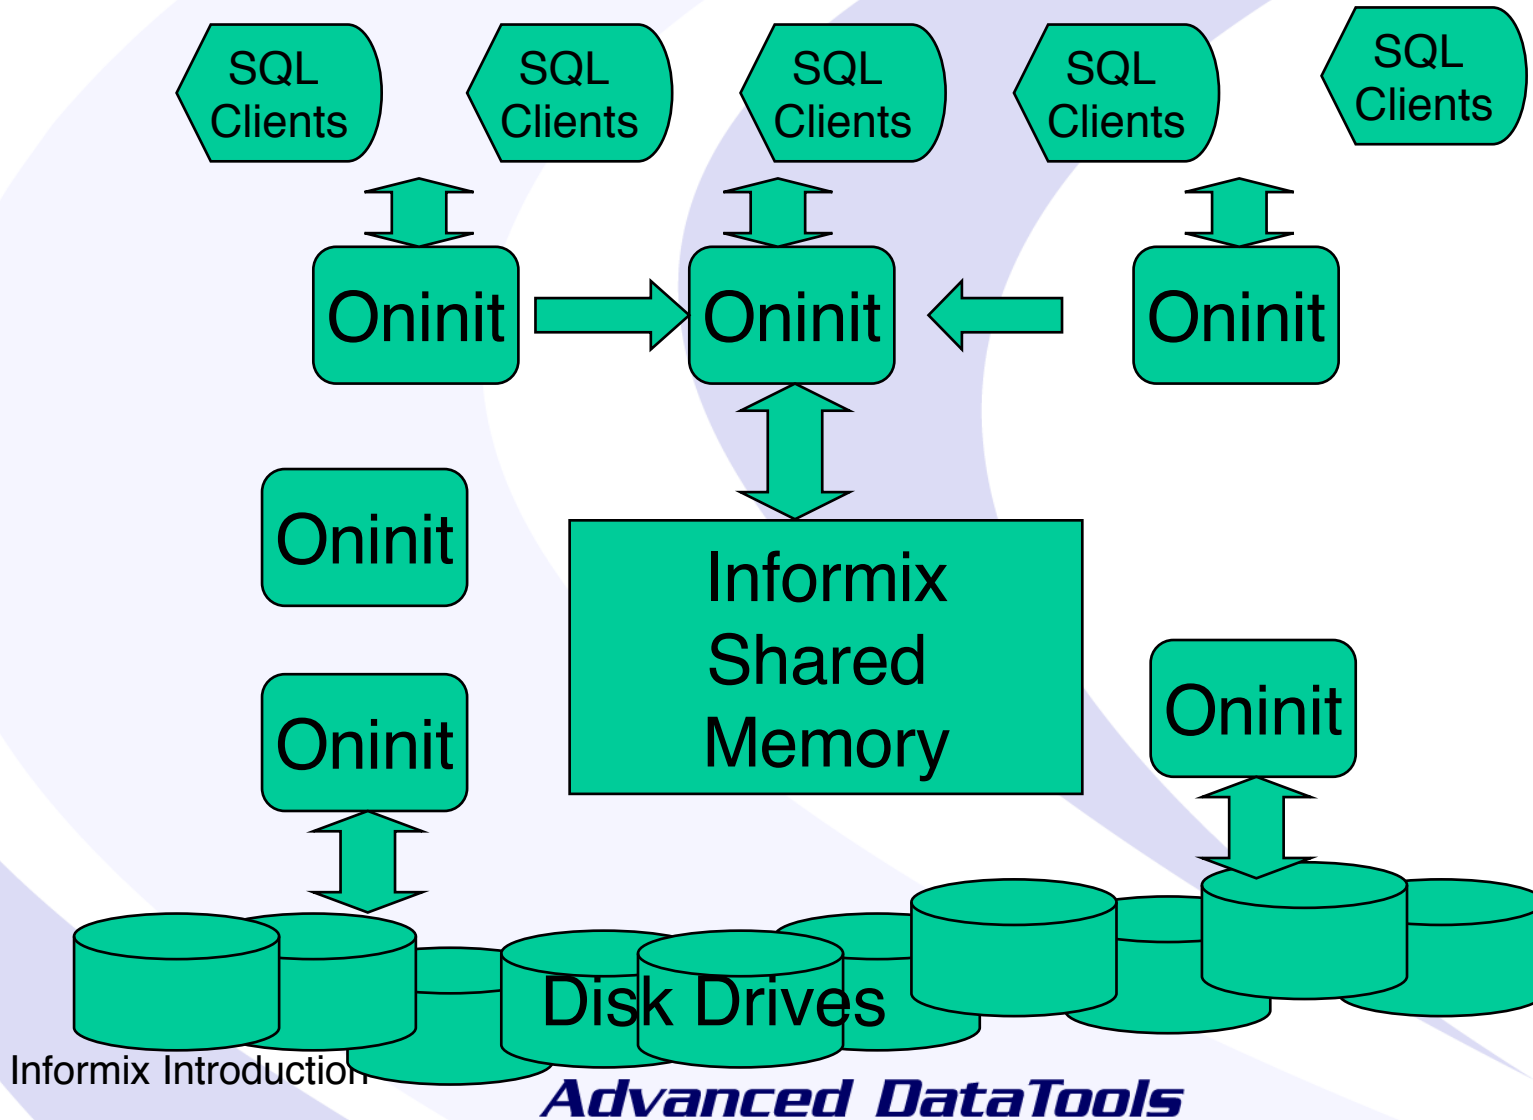 SQL
Clients
SQL
Clients
SQL
Clients
SQL
Clients
SQL
Clients
Oninit
Oninit
Oninit
Oninit
Informix
Shared
Memory
Oninit
Oninit
Disk Drives
Informix Introduction
Advanced DataTools